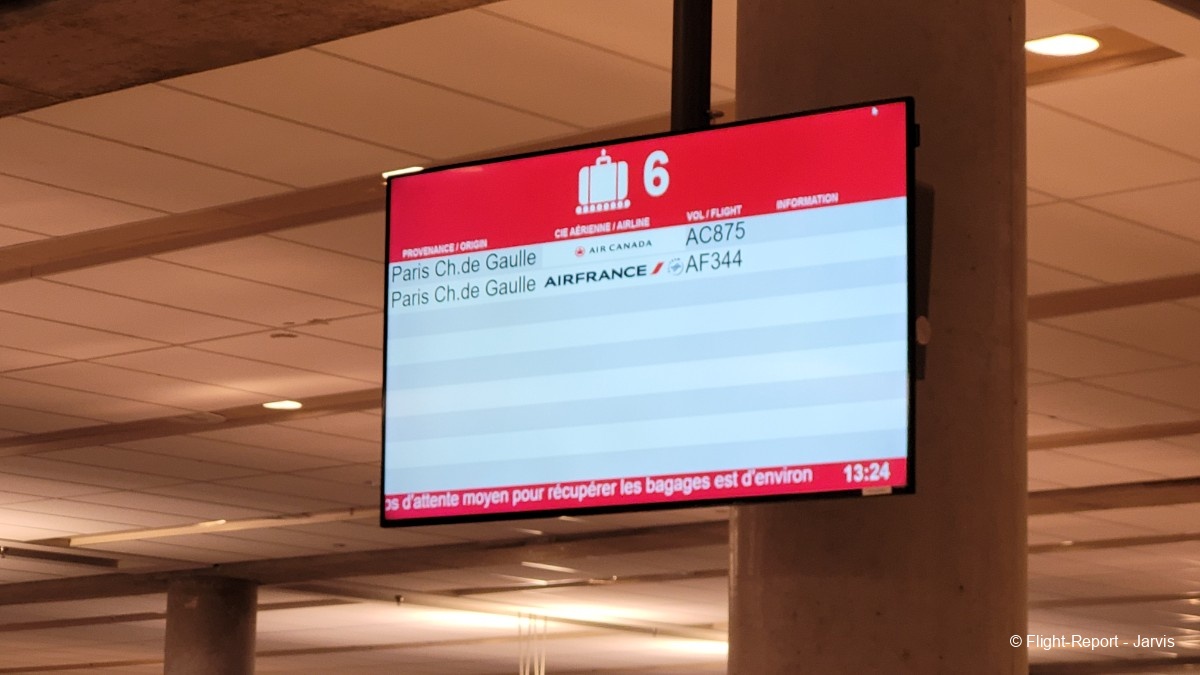 6
PROVENANCE / ORIGIN CIE AÉRIENNE / AIRLINE VOL / FLIGHT INFORMATION
Paris Ch.de Gaulle AIR CANADA AC875
Paris Ch.de Gaulle AIRFRANCE AF344
d'attente moyen pour récupérer les bagages est d'environ 13:24
© Flight-Report - Jarvis